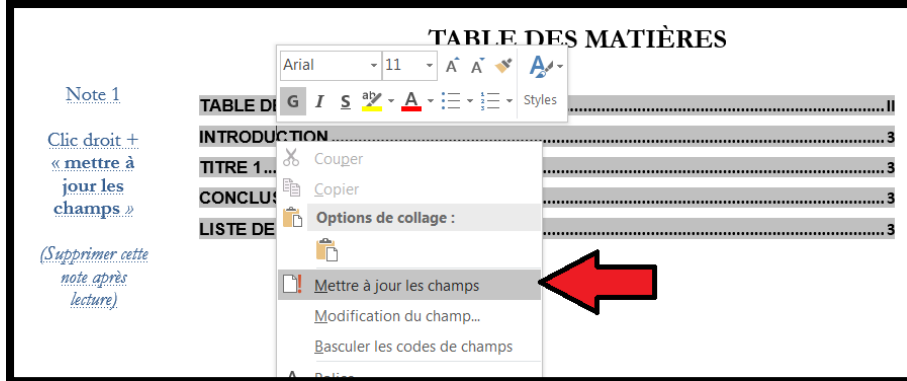 TABLE DES MATIÈRES
Arial 11 A A A
G I S ab A Styles
Note 1
Clic droit +
« mettre à
jour les
champs »
(Supprimer cette
note après
lecture)
TABLE DE ........ II
INTRODUCTION ........ 3
TITRE 1 ........ 3
CONCLUS ........ 3
LISTE DE ........ 3
Couper
Copier
Options de collage :
Mettre à jour les champs
Modification du champ...
Basculer les codes de champs